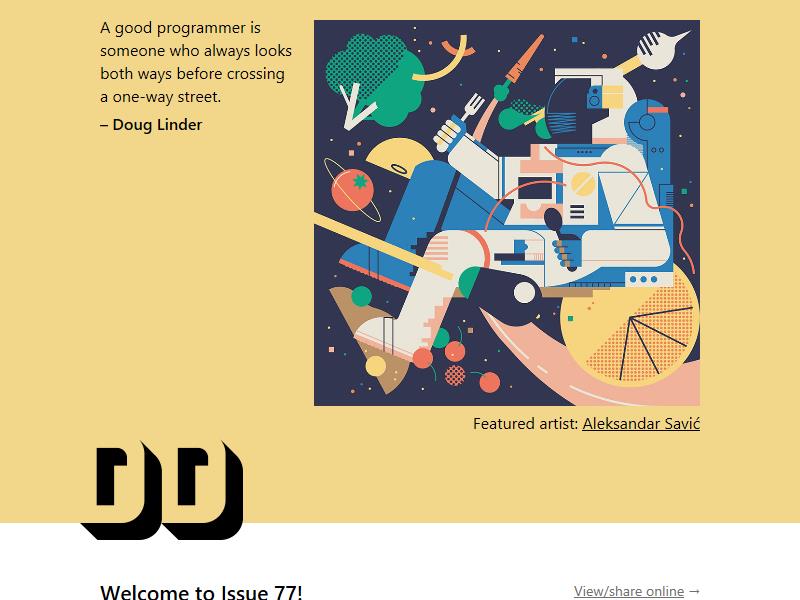 A good programmer is
someone who always looks
both ways before crossing
a one-way street.
– Doug Linder
Featured artist: Aleksandar Savić
DD
Welcome to Issue 77!
View/share online →